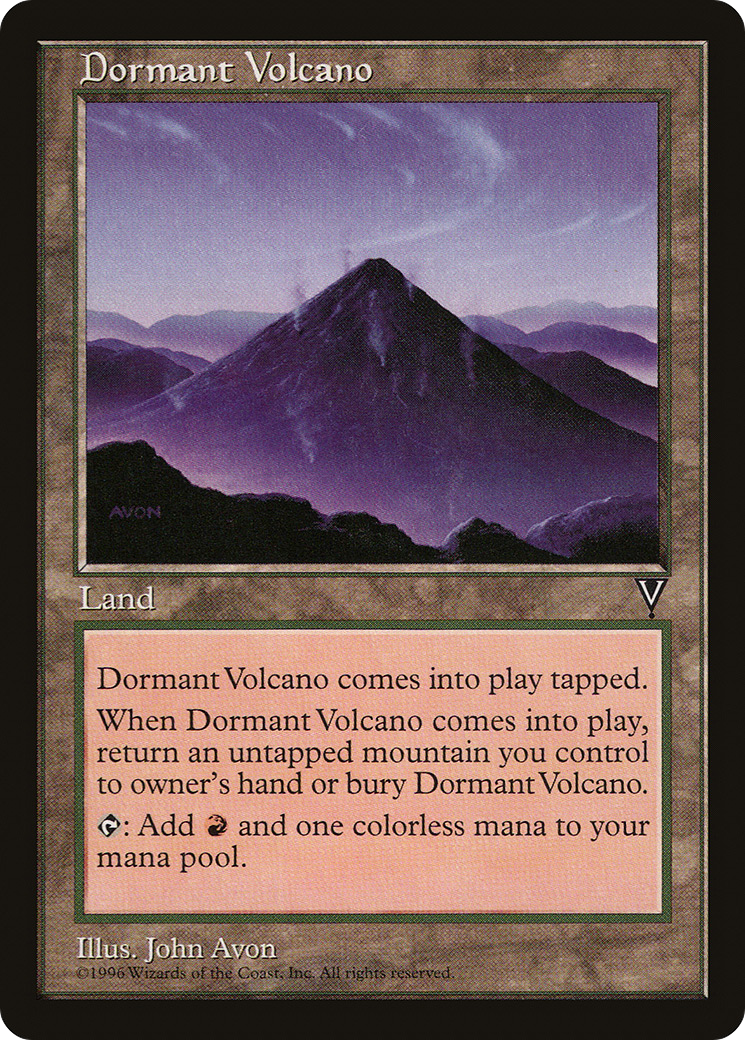 Dormant Volcano
AVON
Land
V
Dormant Volcano comes into play tapped.
When Dormant Volcano comes into play,
return an untapped mountain you control
to owner's hand or bury Dormant Volcano.
: Add and one colorless mana to your
mana pool.
Illus. John Avon
©1996 Wizards of the Coast, Inc. All rights reserved.